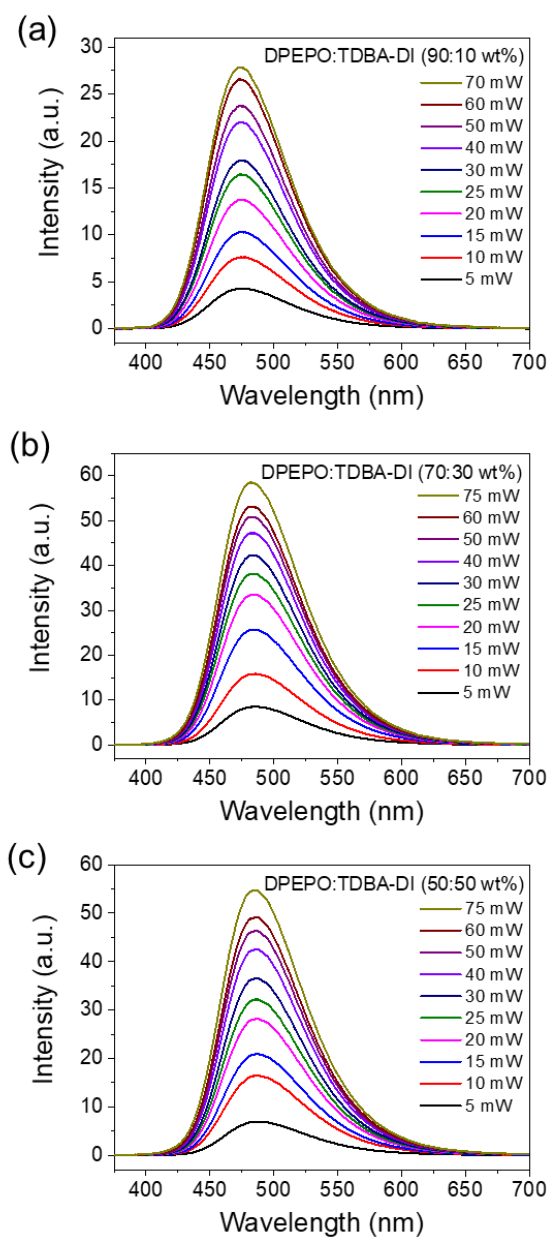 (a)
DPEPO:TDBA-DI (90:10 wt%)
70 mW
60 mW
50 mW
40 mW
30 mW
25 mW
20 mW
15 mW
10 mW
5 mW
30
25
20
15
10
5
0
Intensity (a.u.)
400 450 500 550 600 650 700
Wavelength (nm)
(b)
DPEPO:TDBA-DI (70:30 wt%)
75 mW
60 mW
50 mW
40 mW
30 mW
25 mW
20 mW
15 mW
10 mW
5 mW
60
50
40
30
20
10
0
Intensity (a.u.)
400 450 500 550 600 650 700
Wavelength (nm)
(c)
DPEPO:TDBA-DI (50:50 wt%)
75 mW
60 mW
50 mW
40 mW
30 mW
25 mW
20 mW
15 mW
10 mW
5 mW
60
50
40
30
20
10
0
Intensity (a.u.)
400 450 500 550 600 650 700
Wavelength (nm)